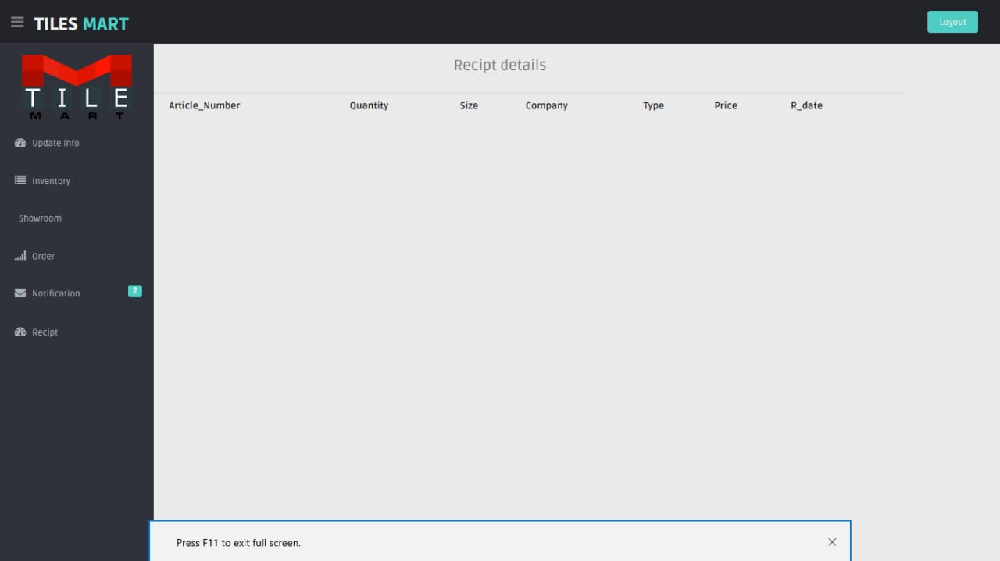 TILES MART
Logout
TILE
MART
Recipt details
Article_Number Quantity Size Company Type Price R_date
Update Info
Inventory
Showroom
Order
Notification 2
Recipt
Press F11 to exit full screen.